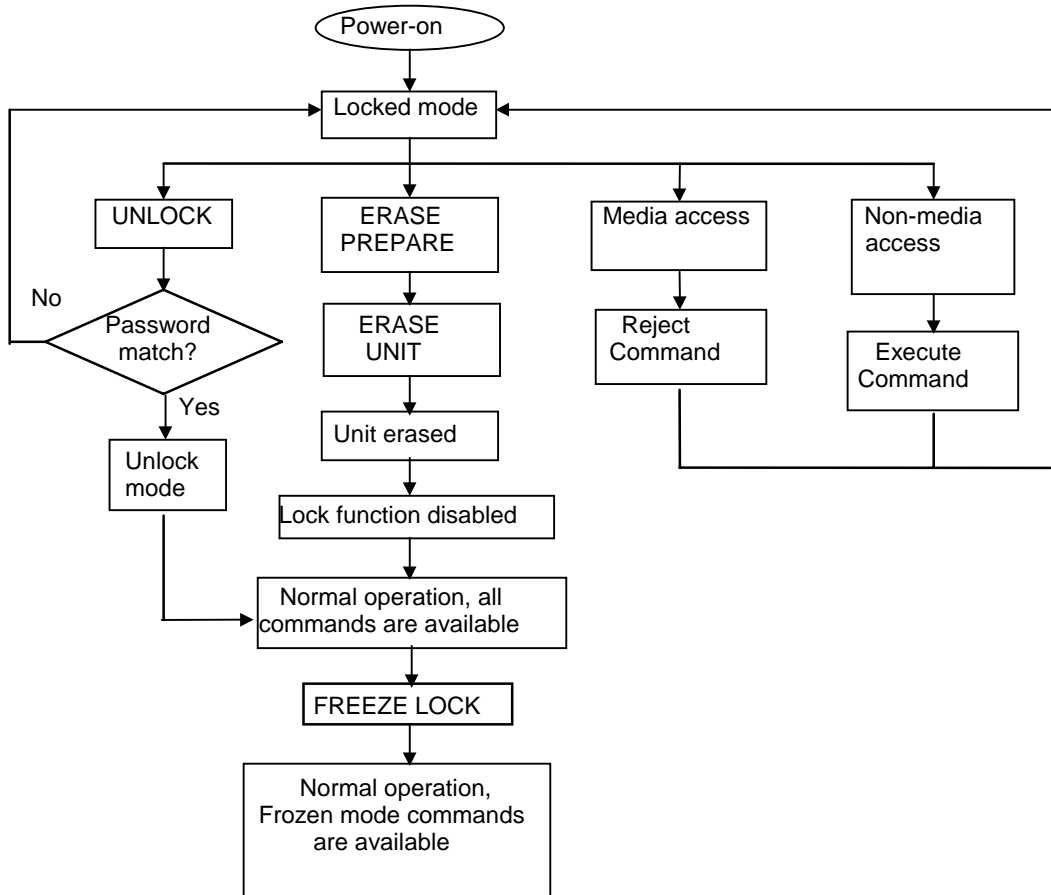 Power-on
Locked mode
UNLOCK
ERASE
PREPARE
Media access
Non-media
access
No
Password
match?
ERASE
UNIT
Reject
Command
Execute
Command
Yes
Unit erased
Unlock
mode
Lock function disabled
Normal operation, all
commands are available
FREEZE LOCK
Normal operation,
Frozen mode commands
are available